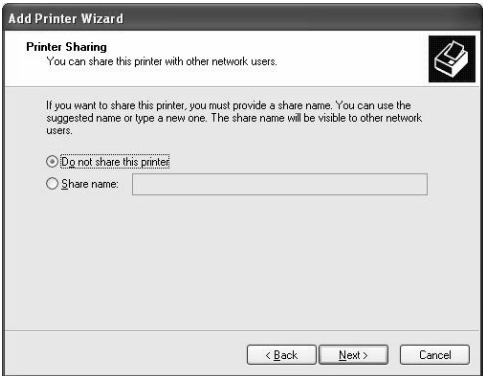 Add Printer Wizard
Printer Sharing
You can share this printer with other network users.
If you want to share this printer, you must provide a share name. You can use the
suggested name or type a new one. The share name will be visible to other network
users.
Do not share this printer
Share name:
< Back Next > Cancel